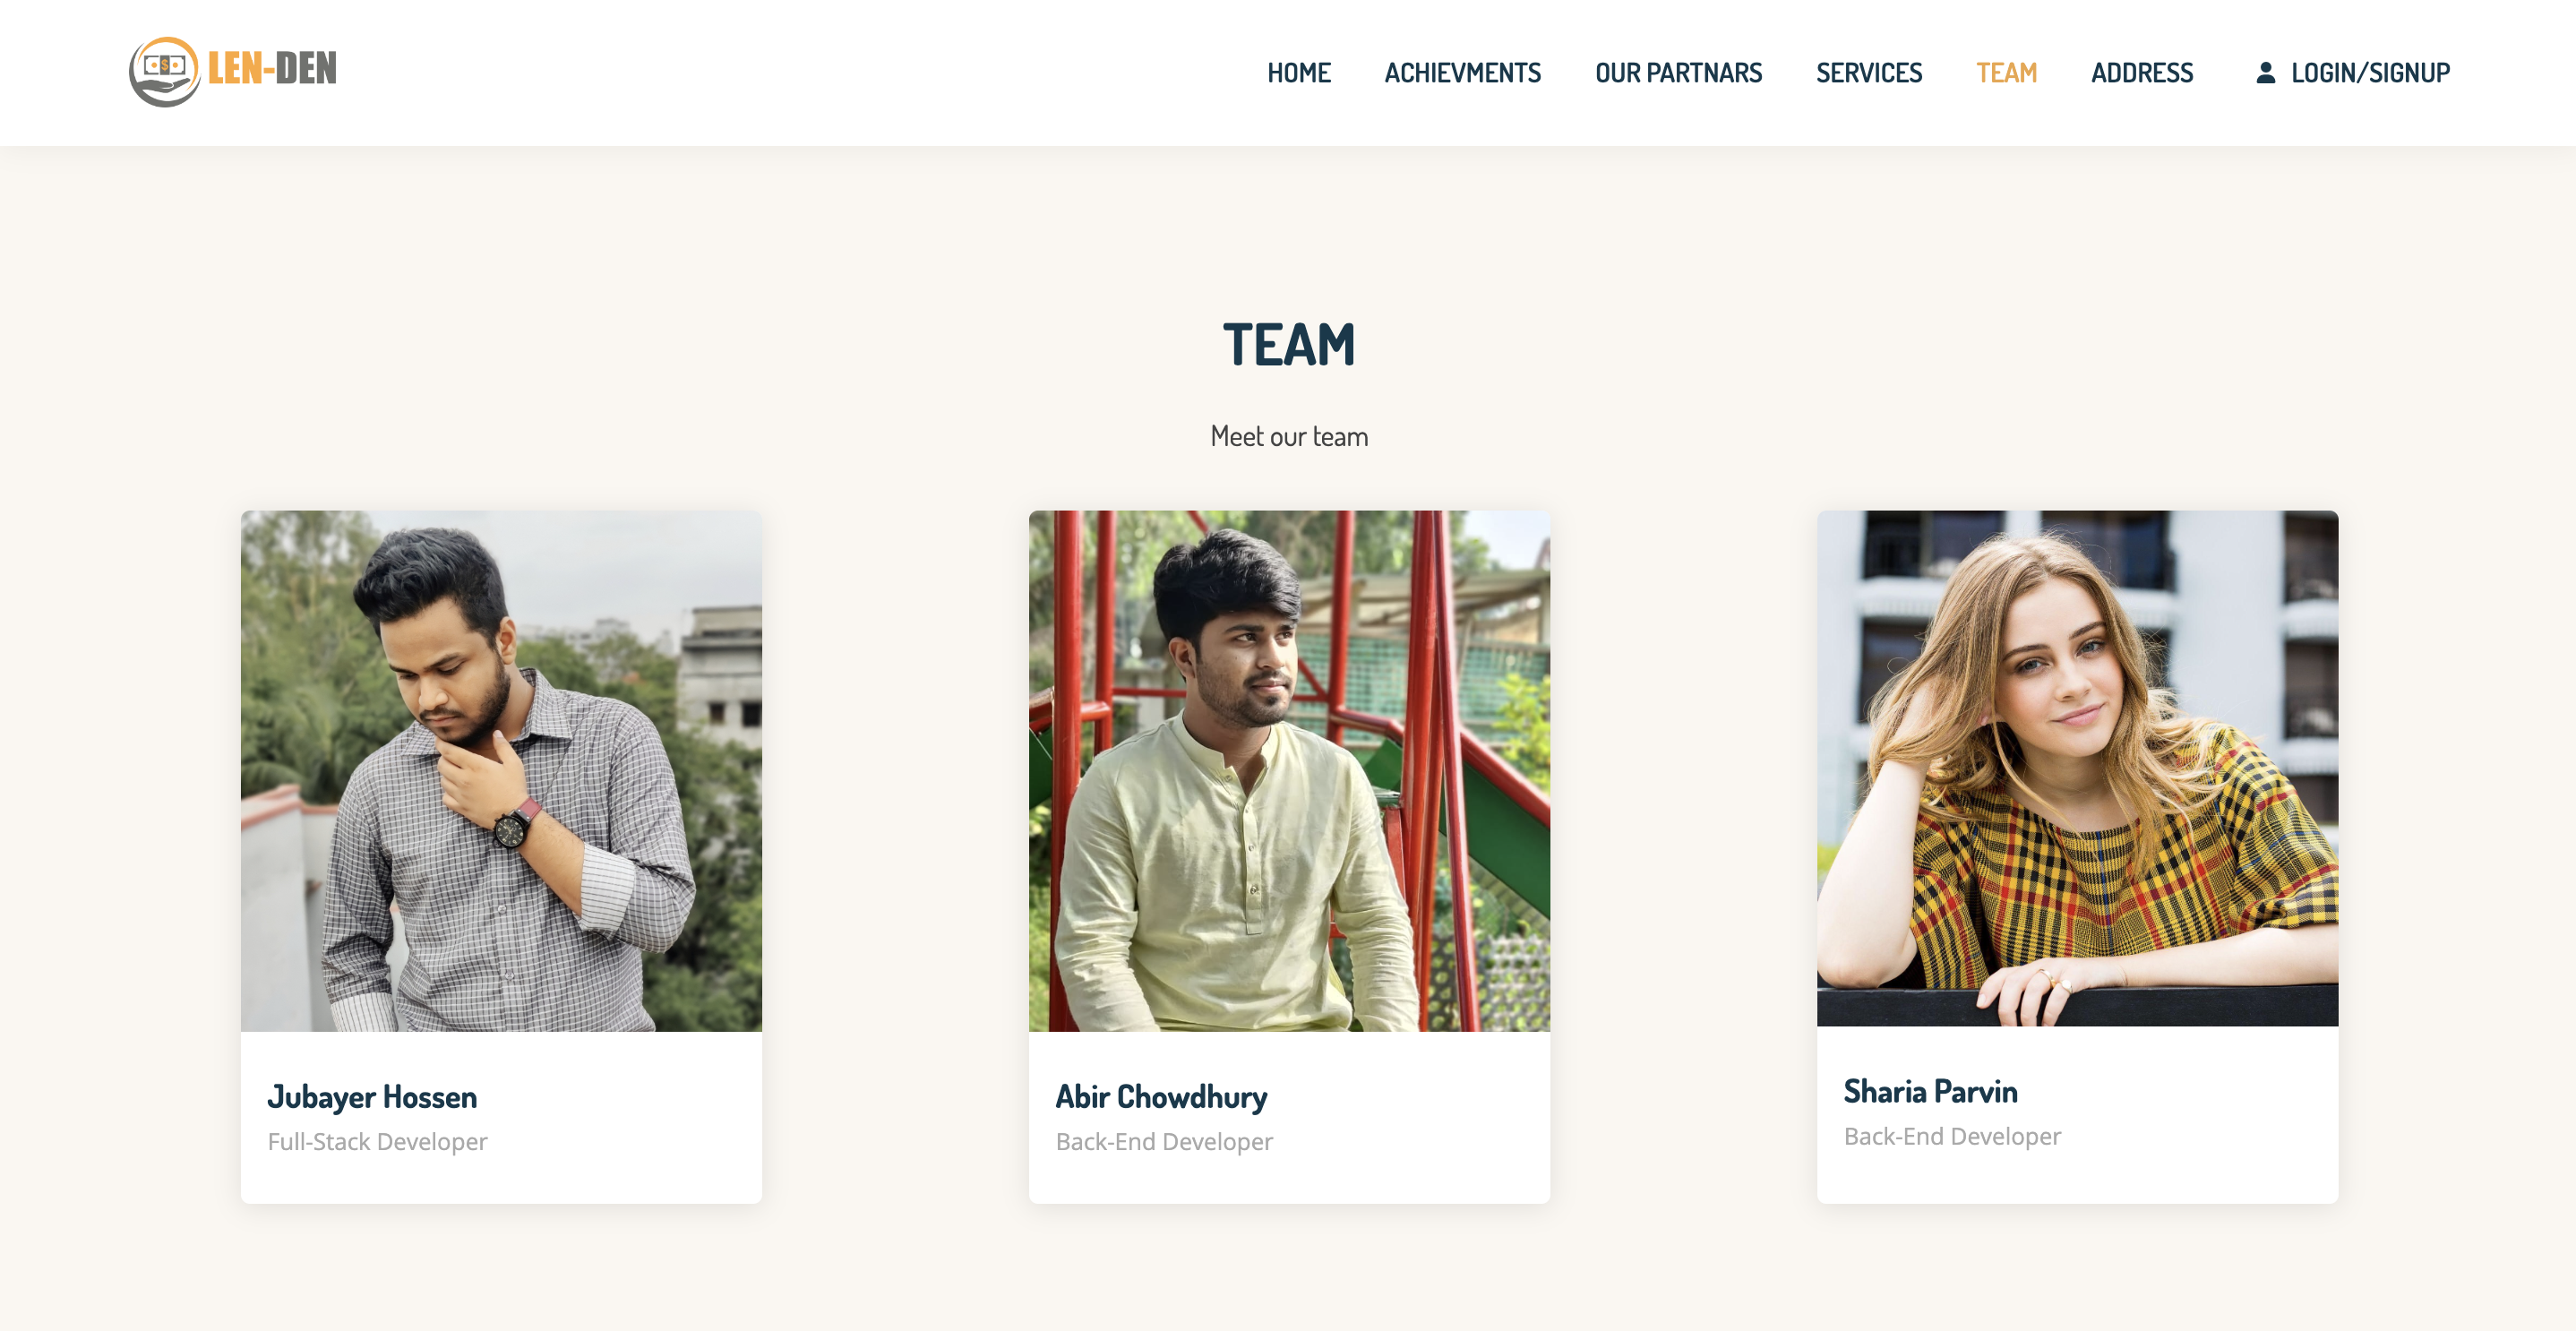 LEN-DEN
HOME ACHIEVMENTS OUR PARTNARS SERVICES TEAM ADDRESS LOGIN/SIGNUP
TEAM
Meet our team
Jubayer Hossen
Full-Stack Developer
Abir Chowdhury
Back-End Developer
Sharia Parvin
Back-End Developer